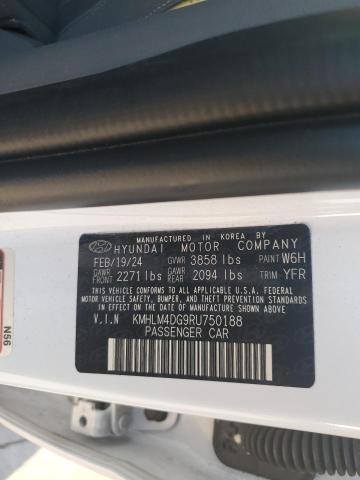 MANUFACTURED IN KOREA BY
HYUNDAI MOTOR COMPANY
FEB/19/24 GVWR 3858 lbs PAINT W6H
GAWR FRONT 2271 lbs GAWR REAR 2094 lbs TRIM YFR
THIS VEHICLE CONFORMS TO ALL APPLICABLE FEDERAL
MOTOR VEHICLE SAFETY, BUMPER, AND THEFT PREVENTION
STANDARDS IN EFFECT ON THE DATE OF MANUFACTURE
SHOWN ABOVE.
V.I.N KMHLM4DG9RU750188
PASSENGER CAR
N56